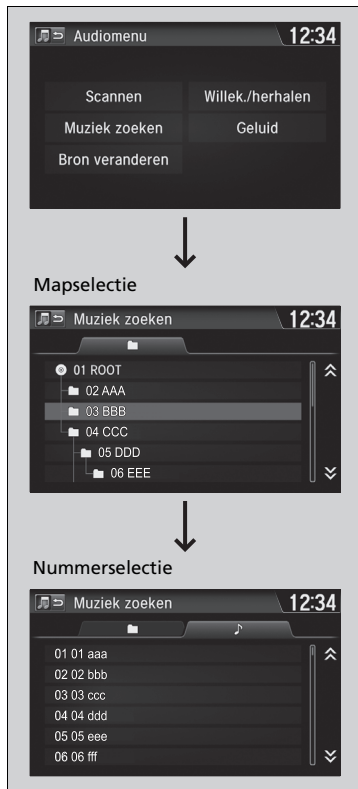 Audiomenu 12:34
Scannen Willek./herhalen
Muziek zoeken Geluid
Bron veranderen
Mapselectie
Muziek zoeken 12:34
01 ROOT
02 AAA
03 BBB
04 CCC
05 DDD
06 EEE
Nummerselectie
Muziek zoeken 12:34
01 01 aaa
02 02 bbb
03 03 ccc
04 04 ddd
05 05 eee
06 06 fff